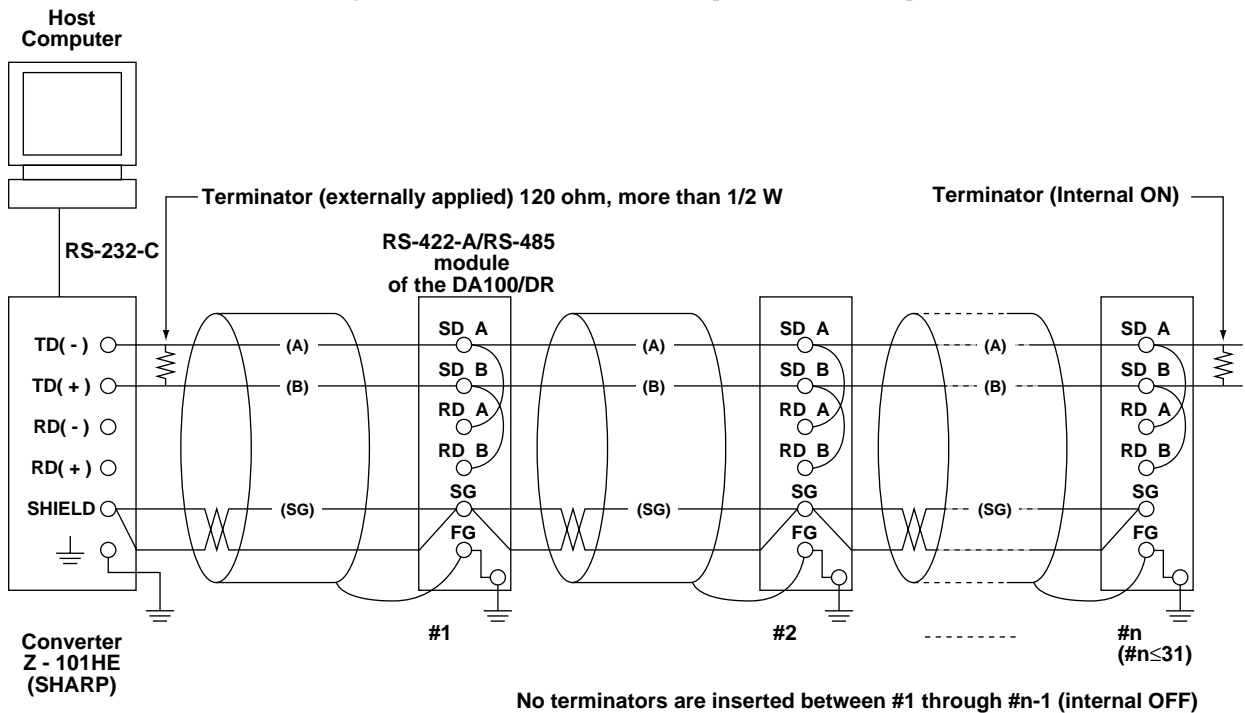 Host
Computer
Terminator (externally applied) 120 ohm, more than 1/2 W
Terminator (Internal ON)
RS-232-C
RS-422-A/RS-485
module
of the DA100/DR
TD( - )
TD( + )
RD( - )
RD( + )
SHIELD
(A)
(B)
(SG)
SD A
SD B
RD A
RD B
SG
FG
(A)
(B)
(SG)
SD A
SD B
RD A
RD B
SG
FG
(A)
(B)
(SG)
SD A
SD B
RD A
RD B
SG
FG
Converter
Z - 101HE
(SHARP)
#1
#2
#n
(#n≤31)
No terminators are inserted between #1 through #n-1 (internal OFF)